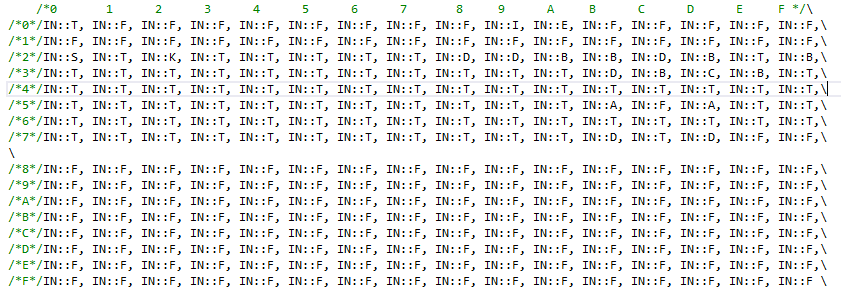 /*0 1 2 3 4 5 6 7 8 9 A B C D E F */\
/*0*/IN::T, IN::F, IN::F, IN::F, IN::F, IN::F, IN::F, IN::F, IN::F, IN::I, IN::E, IN::F, IN::F, IN::F, IN::F, IN::F,\
/*1*/IN::F, IN::F, IN::F, IN::F, IN::F, IN::F, IN::F, IN::F, IN::F, IN::F, IN::F, IN::F, IN::F, IN::F, IN::F, IN::F,\
/*2*/IN::S, IN::T, IN::K, IN::T, IN::T, IN::T, IN::T, IN::T, IN::D, IN::D, IN::B, IN::B, IN::D, IN::B, IN::T, IN::B,\
/*3*/IN::T, IN::T, IN::T, IN::T, IN::T, IN::T, IN::T, IN::T, IN::T, IN::T, IN::T, IN::D, IN::B, IN::C, IN::B, IN::T,\
/*4*/IN::T, IN::T, IN::T, IN::T, IN::T, IN::T, IN::T, IN::T, IN::T, IN::T, IN::T, IN::T, IN::T, IN::T, IN::T, IN::T,\
/*5*/IN::T, IN::T, IN::T, IN::T, IN::T, IN::T, IN::T, IN::T, IN::T, IN::T, IN::T, IN::A, IN::F, IN::A, IN::T, IN::T,\
/*6*/IN::T, IN::T, IN::T, IN::T, IN::T, IN::T, IN::T, IN::T, IN::T, IN::T, IN::T, IN::T, IN::T, IN::T, IN::T, IN::T,\
/*7*/IN::T, IN::T, IN::T, IN::T, IN::T, IN::T, IN::T, IN::T, IN::T, IN::T, IN::T, IN::D, IN::T, IN::D, IN::F, IN::F,\
\
/*8*/IN::F, IN::F, IN::F, IN::F, IN::F, IN::F, IN::F, IN::F, IN::F, IN::F, IN::F, IN::F, IN::F, IN::F, IN::F, IN::F,\
/*9*/IN::F, IN::F, IN::F, IN::F, IN::F, IN::F, IN::F, IN::F, IN::F, IN::F, IN::F, IN::F, IN::F, IN::F, IN::F, IN::F,\
/*A*/IN::F, IN::F, IN::F, IN::F, IN::F, IN::F, IN::F, IN::F, IN::F, IN::F, IN::F, IN::F, IN::F, IN::F, IN::F, IN::F,\
/*B*/IN::F, IN::F, IN::F, IN::F, IN::F, IN::F, IN::F, IN::F, IN::F, IN::F, IN::F, IN::F, IN::F, IN::F, IN::F, IN::F,\
/*C*/IN::F, IN::F, IN::F, IN::F, IN::F, IN::F, IN::F, IN::F, IN::F, IN::F, IN::F, IN::F, IN::F, IN::F, IN::F, IN::F,\
/*D*/IN::F, IN::F, IN::F, IN::F, IN::F, IN::F, IN::F, IN::F, IN::F, IN::F, IN::F, IN::F, IN::F, IN::F, IN::F, IN::F,\
/*E*/IN::F, IN::F, IN::F, IN::F, IN::F, IN::F, IN::F, IN::F, IN::F, IN::F, IN::F, IN::F, IN::F, IN::F, IN::F, IN::F,\
/*F*/IN::F, IN::F, IN::F, IN::F, IN::F, IN::F, IN::F, IN::F, IN::F, IN::F, IN::F, IN::F, IN::F, IN::F, IN::F, IN::F \